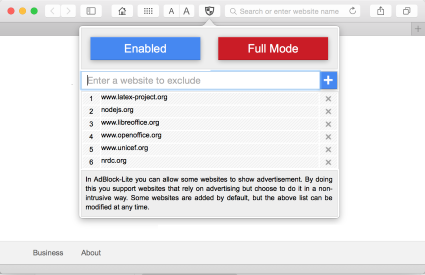 A A
Search or enter website name
Enabled
Full Mode
Enter a website to exclude
1 www.latex-project.org
2 nodejs.org
3 www.libreoffice.org
4 www.openoffice.org
5 www.unicef.org
6 nrdc.org
In AdBlock-Lite you can allow some websites to show advertisement. By doing
this you support websites that rely on advertising but choose to do it in a non-
intrusive way. Some websites are added by default, but the above list can be
modified at any time.
Business About